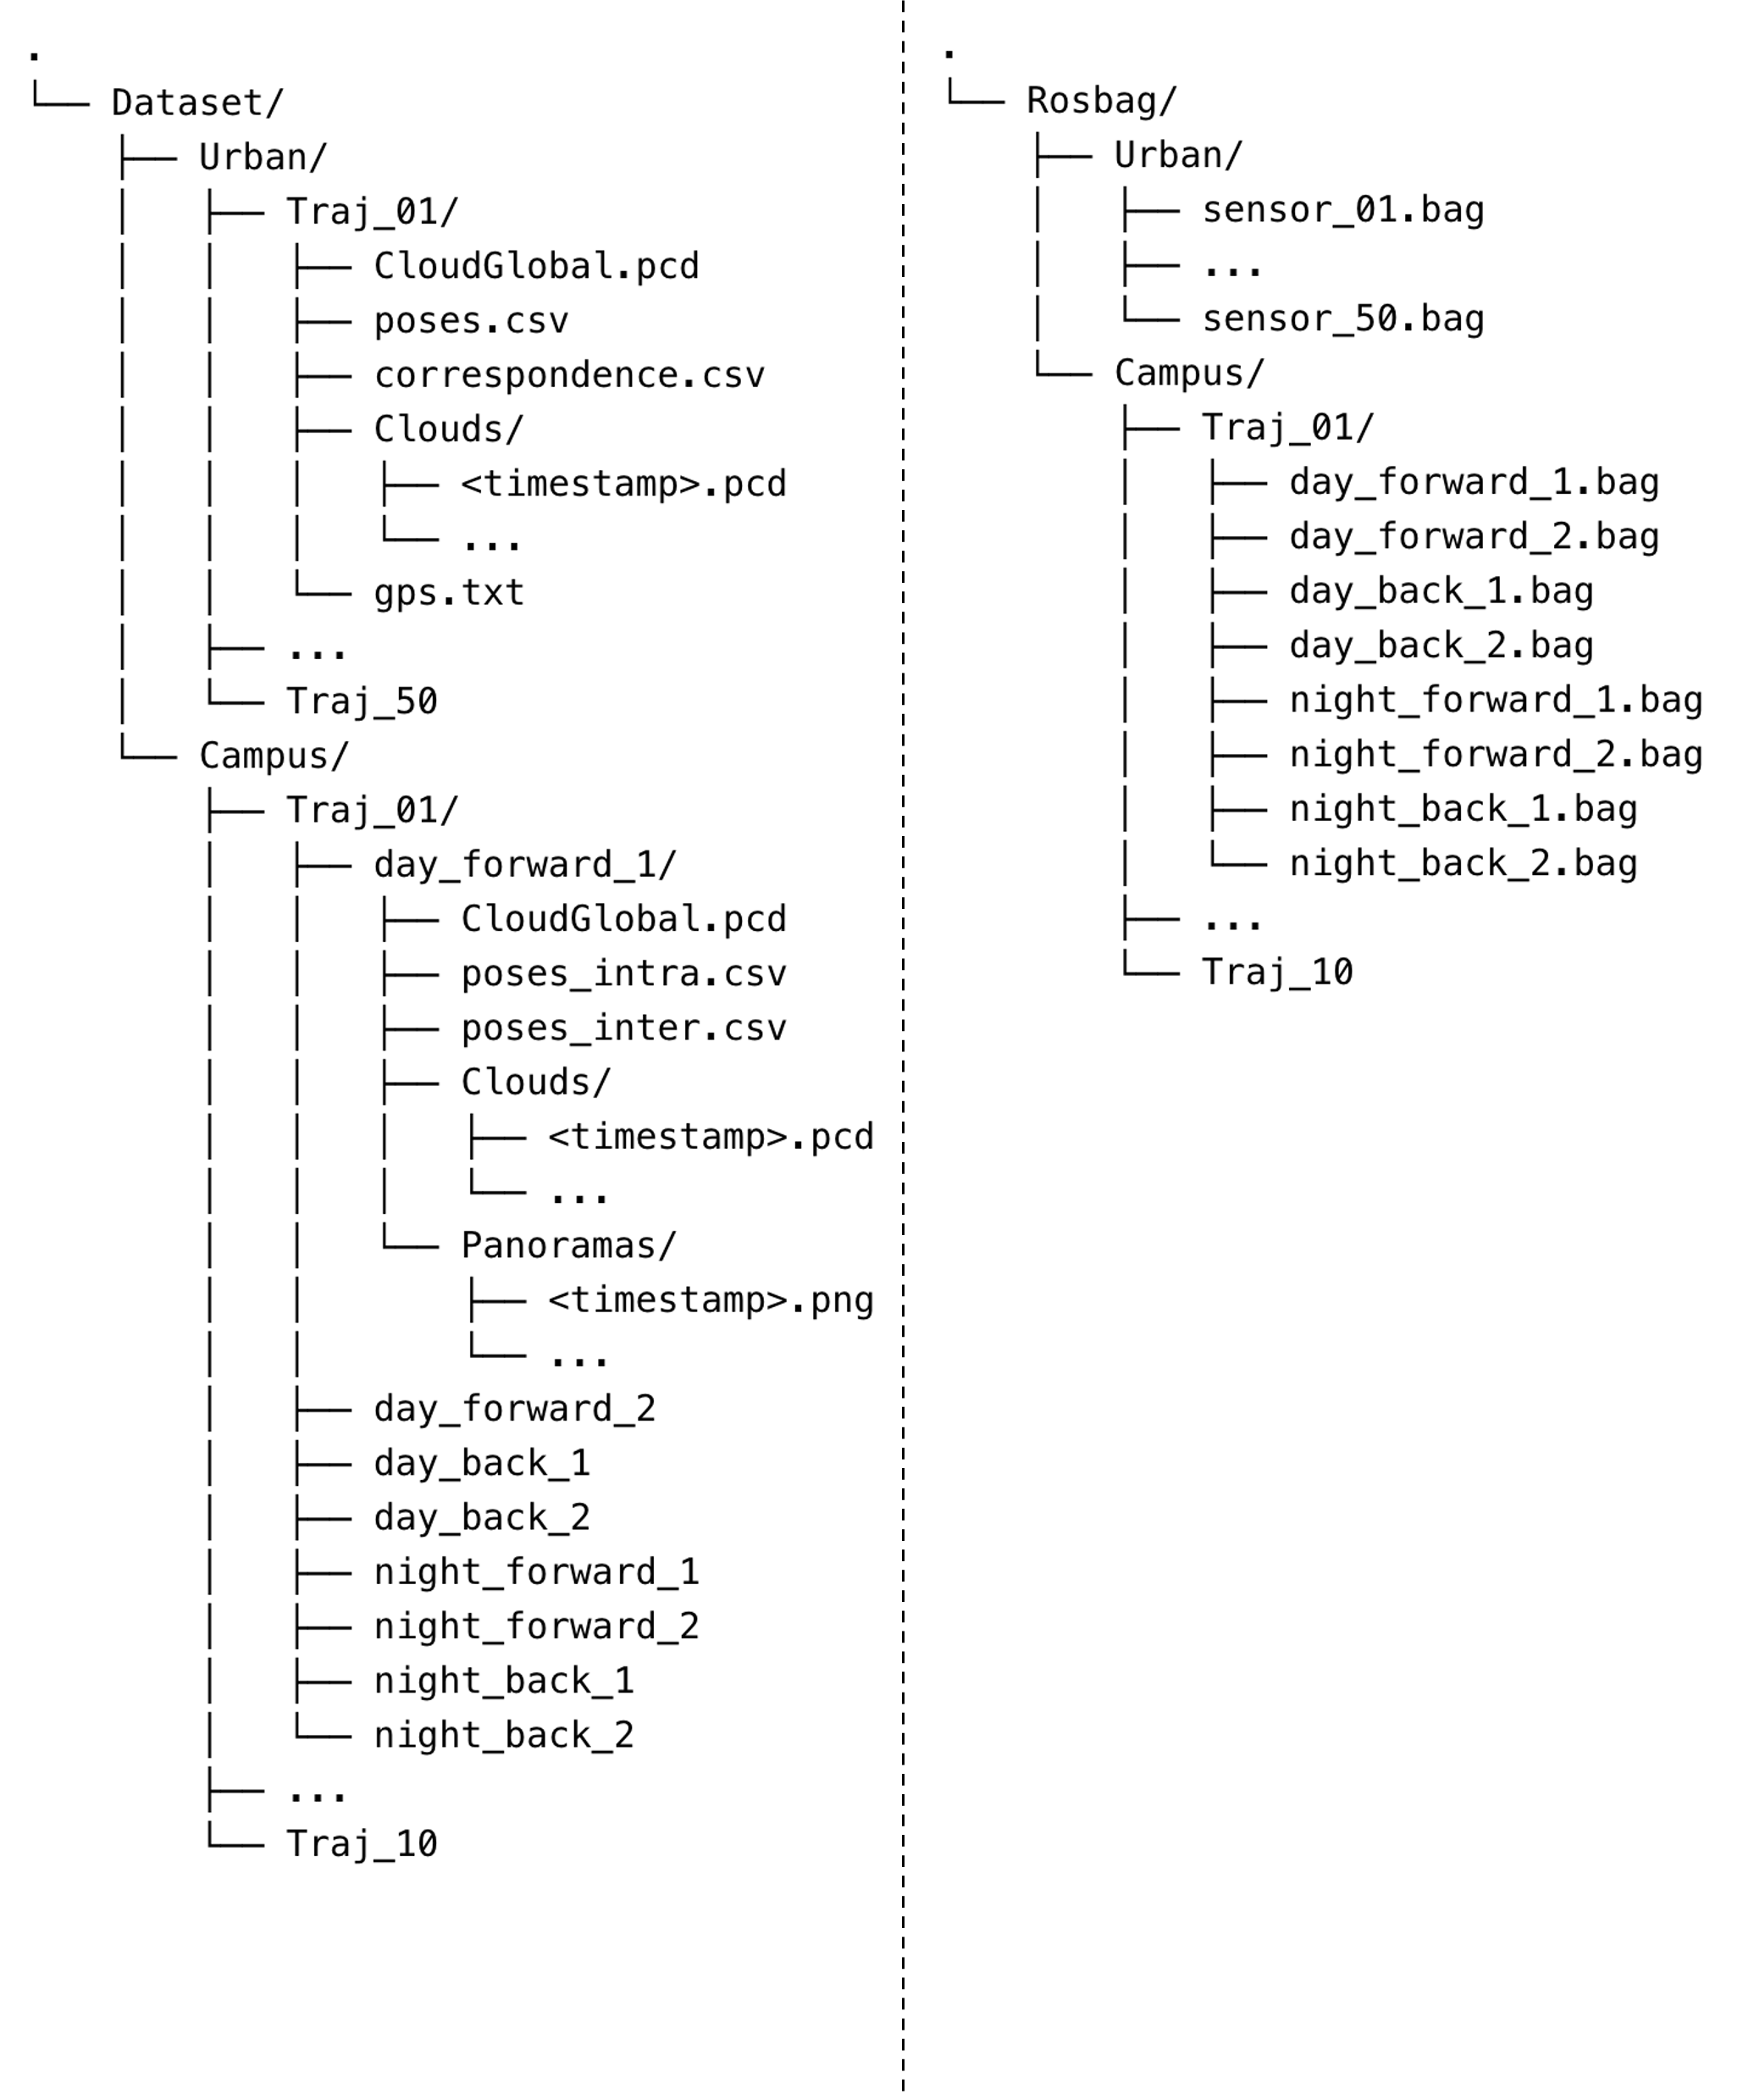 .
└── Dataset/
    ├── Urban/
    │   ├── Traj_01/
    │   │   ├── CloudGlobal.pcd
    │   │   ├── poses.csv
    │   │   ├── correspondence.csv
    │   │   ├── Clouds/
    │   │   │   ├── <timestamp>.pcd
    │   │   │   └── ...
    │   │   └── gps.txt
    │   ├── ...
    │   └── Traj_50
    └── Campus/
        ├── Traj_01/
        │   ├── day_forward_1/
        │   │   ├── CloudGlobal.pcd
        │   │   ├── poses_intra.csv
        │   │   ├── poses_inter.csv
        │   │   ├── Clouds/
        │   │   │   ├── <timestamp>.pcd
        │   │   │   └── ...
        │   │   └── Panoramas/
        │   │       ├── <timestamp>.png
        │   │       └── ...
        │   ├── day_forward_2
        │   ├── day_back_1
        │   ├── day_back_2
        │   ├── night_forward_1
        │   ├── night_forward_2
        │   ├── night_back_1
        │   └── night_back_2
        ├── ...
        └── Traj_10
.
└── Rosbag/
    ├── Urban/
    │   ├── sensor_01.bag
    │   ├── ...
    │   └── sensor_50.bag
    └── Campus/
        ├── Traj_01/
        │   ├── day_forward_1.bag
        │   ├── day_forward_2.bag
        │   ├── day_back_1.bag
        │   ├── day_back_2.bag
        │   ├── night_forward_1.bag
        │   ├── night_forward_2.bag
        │   ├── night_back_1.bag
        │   └── night_back_2.bag
        ├── ...
        └── Traj_10